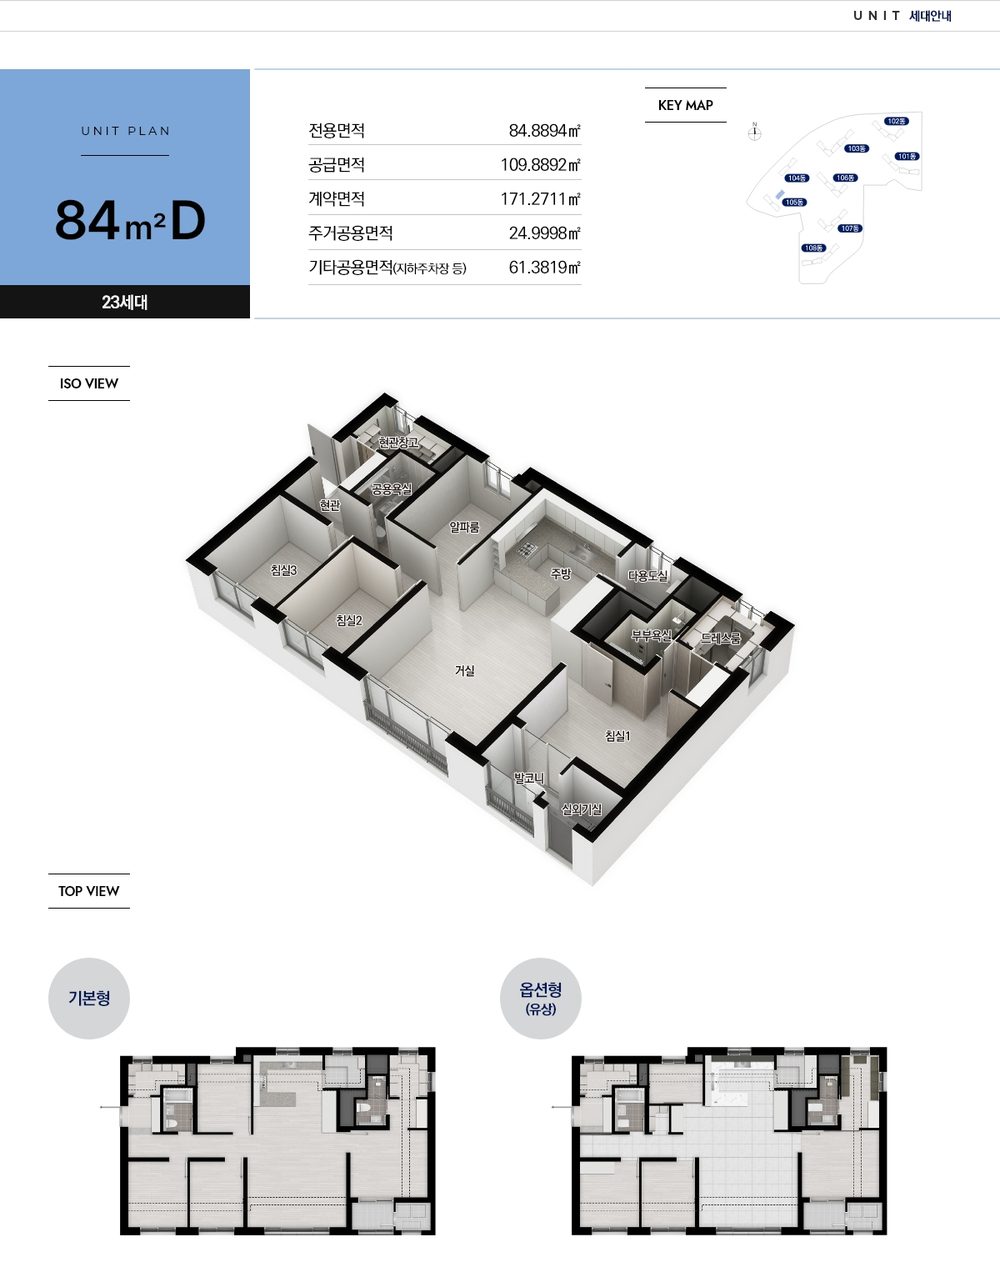 UNIT 세대안내
UNIT PLAN
84m²D
23세대
전용면적 84.8894㎡
공급면적 109.8892㎡
계약면적 171.2711㎡
주거공용면적 24.9998㎡
기타공용면적(지하주차장 등) 61.3819㎡
KEY MAP
N
102동
103동
101동
104동
106동
105동
107동
108동
ISO VIEW
현관창고
공용욕실
현관
알파룸
침실3
주방
다용도실
침실2
부부욕실
드레스룸
거실
침실1
발코니
실외기실
TOP VIEW
기본형
옵션형
(유상)